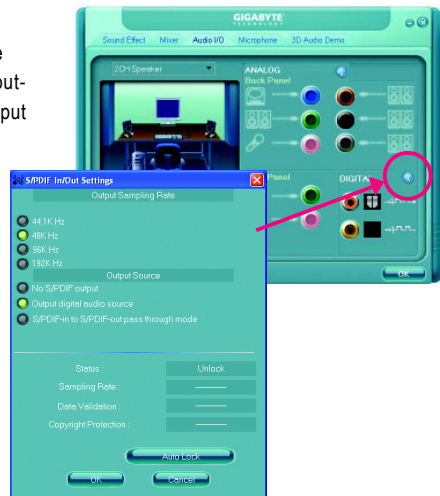 e
out-
put
GIGABYTE
TECHNOLOGY
Sound Effect Mixer Audio I/O Microphone 3D Audio Demo
2CH Speaker
ANALOG
Back Panel
Panel
DIGITAL
OK
S/PDIF In/Out Settings
Output Sampling Rate
44.1K Hz
48K Hz
96K Hz
192K Hz
Output Source
No S/PDIF output
Output digital audio source
S/PDIF-in to S/PDIF-out pass through mode
Status : Unlock
Sampling Rate :
Data Validation :
Copyright Protection :
Auto Lock
OK Cancel